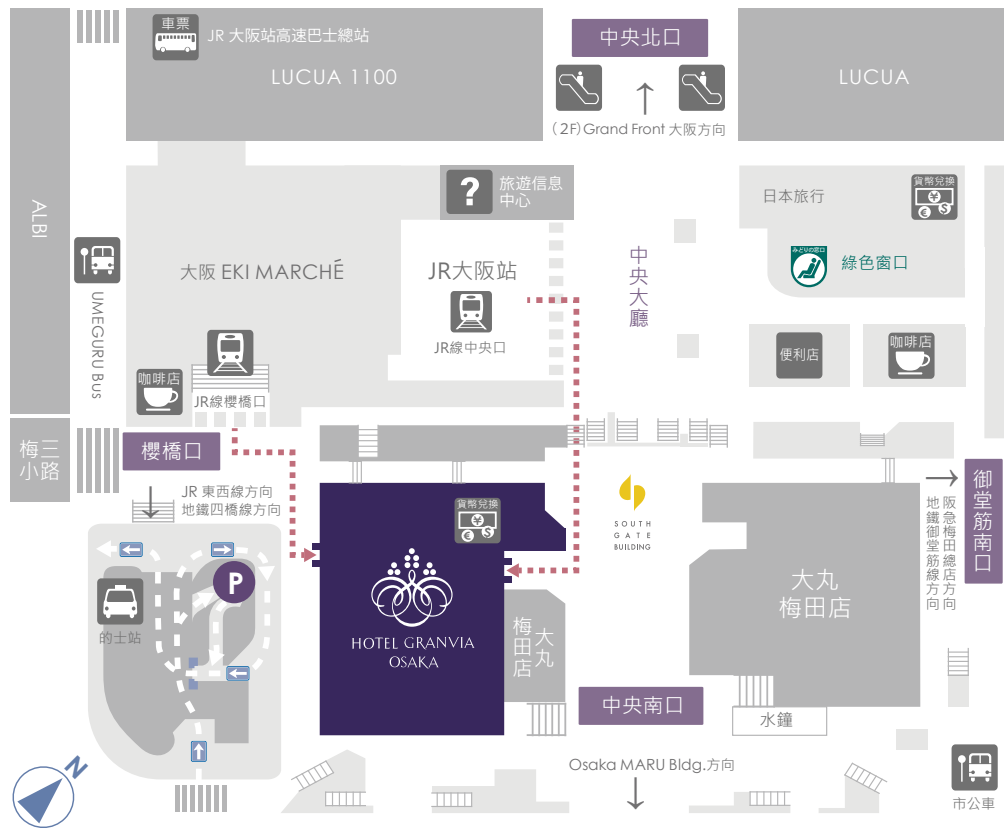 車票
JR 大阪站高速巴士總站
LUCUA 1100
中央北口
(2F)Grand Front 大阪方向
LUCUA
ALBI
UMEGURU Bus
大阪 EKI MARCHÉ
?
旅遊信息
中心
JR大阪站
JR線中央口
中央大廳
日本旅行
貨幣兌換
¥
€
$
みどりの窓口
綠色窗口
便利店
咖啡店
咖啡店
JR線櫻橋口
梅三
小路
櫻橋口
JR 東西線方向
地鐵四橋線方向
貨幣兌換
¥
€
$
SOUTH
GATE
BUILDING
御堂筋南口
阪急梅田總店方向
地鐵御堂筋線方向
P
的士站
HOTEL GRANVIA
OSAKA
大丸
梅田店
大丸
梅田店
中央南口
水鐘
Osaka MARU Bldg.方向
市公車
N